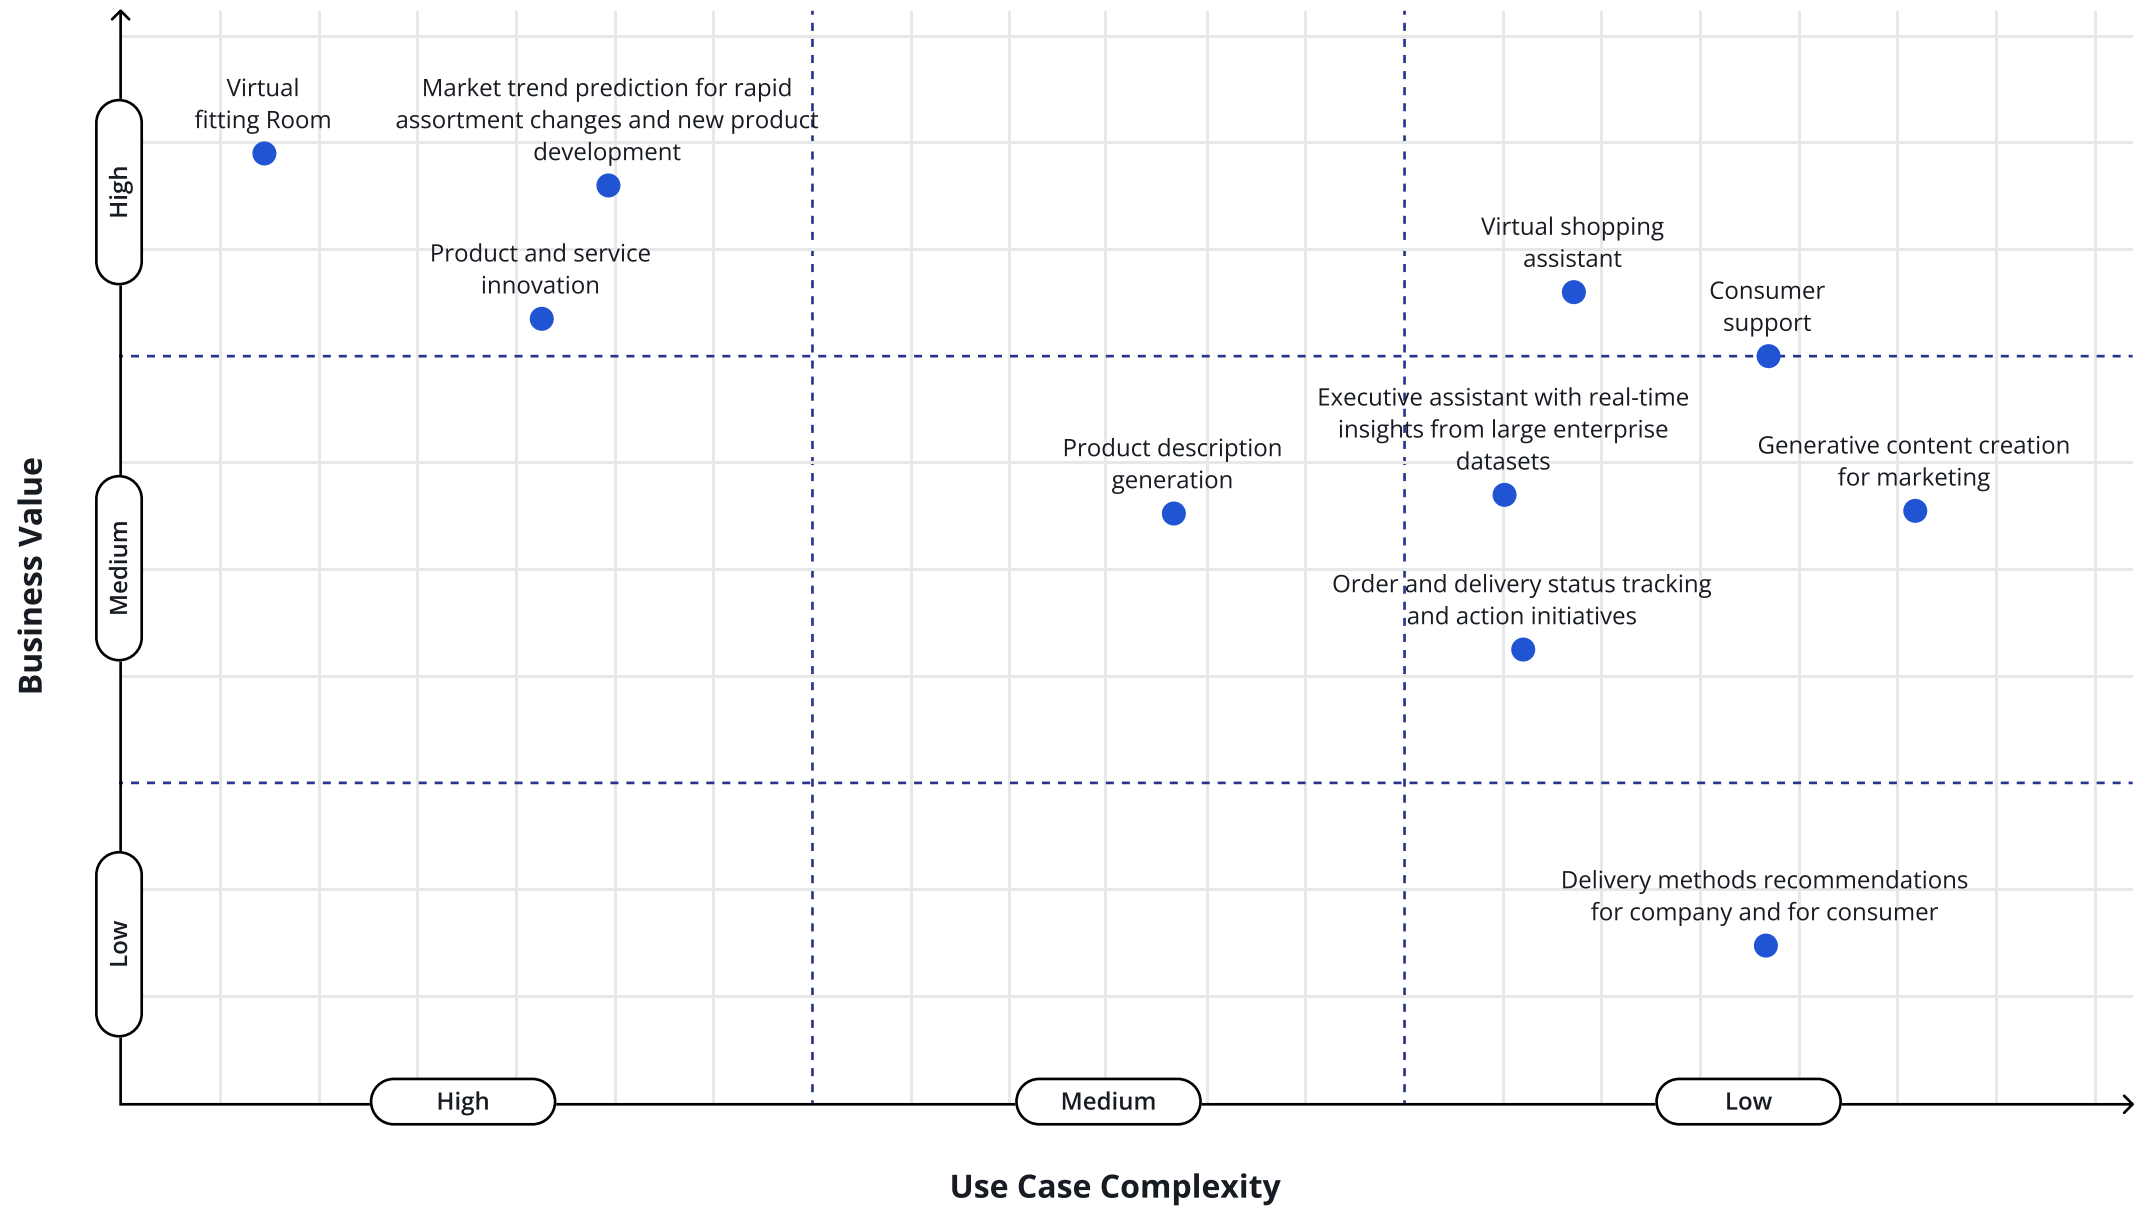 Virtual
fitting Room
Market trend prediction for rapid
assortment changes and new product
development
High
Virtual shopping
assistant
Product and service
innovation
Consumer
support
Executive assistant with real-time
insights from large enterprise
datasets
Product description
generation
Generative content creation
for marketing
Business Value
Medium
Order and delivery status tracking
and action initiatives
Delivery methods recommendations
for company and for consumer
Low
High
Medium
Low
Use Case Complexity